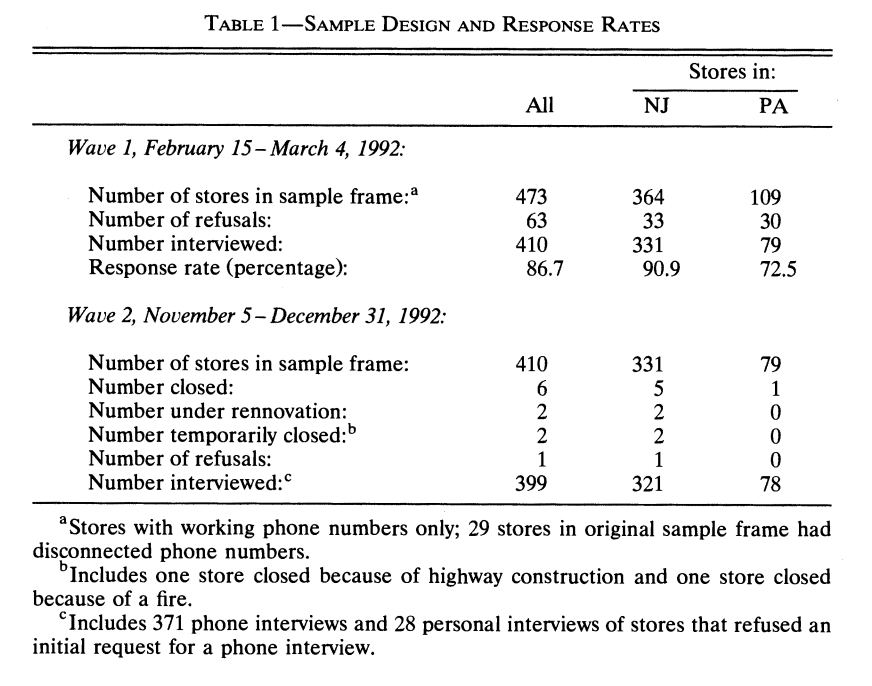 TABLE 1—SAMPLE DESIGN AND RESPONSE RATES
Stores in:
All NJ PA
Wave 1, February 15–March 4, 1992:
Number of stores in sample frame:ᵃ 473 364 109
Number of refusals: 63 33 30
Number interviewed: 410 331 79
Response rate (percentage): 86.7 90.9 72.5
Wave 2, November 5–December 31, 1992:
Number of stores in sample frame: 410 331 79
Number closed: 6 5 1
Number under rennovation: 2 2 0
Number temporarily closed:ᵇ 2 2 0
Number of refusals: 1 1 0
Number interviewed:ᶜ 399 321 78
ᵃStores with working phone numbers only; 29 stores in original sample frame had
disconnected phone numbers.
ᵇIncludes one store closed because of highway construction and one store closed
because of a fire.
ᶜIncludes 371 phone interviews and 28 personal interviews of stores that refused an
initial request for a phone interview.